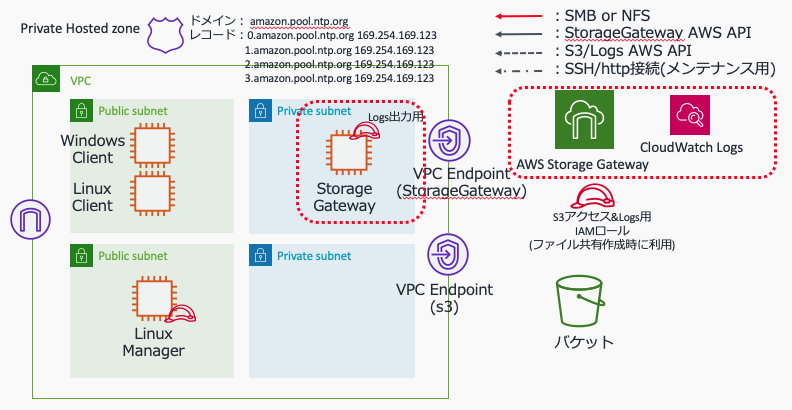 Private Hosted zone
ドメイン： amazon.pool.ntp.org
レコード：0.amazon.pool.ntp.org 169.254.169.123
1.amazon.pool.ntp.org 169.254.169.123
2.amazon.pool.ntp.org 169.254.169.123
3.amazon.pool.ntp.org 169.254.169.123
：SMB or NFS
：StorageGateway AWS API
：S3/Logs AWS API
：SSH/http接続(メンテナンス用)
VPC
Public subnet
Windows
Client
Linux
Client
Private subnet
Logs出力用
Storage
Gateway
VPC Endpoint
(StorageGateway)
AWS Storage Gateway
CloudWatch Logs
S3アクセス&Logs用
IAMロール
(ファイル共有作成時に利用)
Public subnet
Linux
Manager
Private subnet
VPC Endpoint
(s3)
バケット